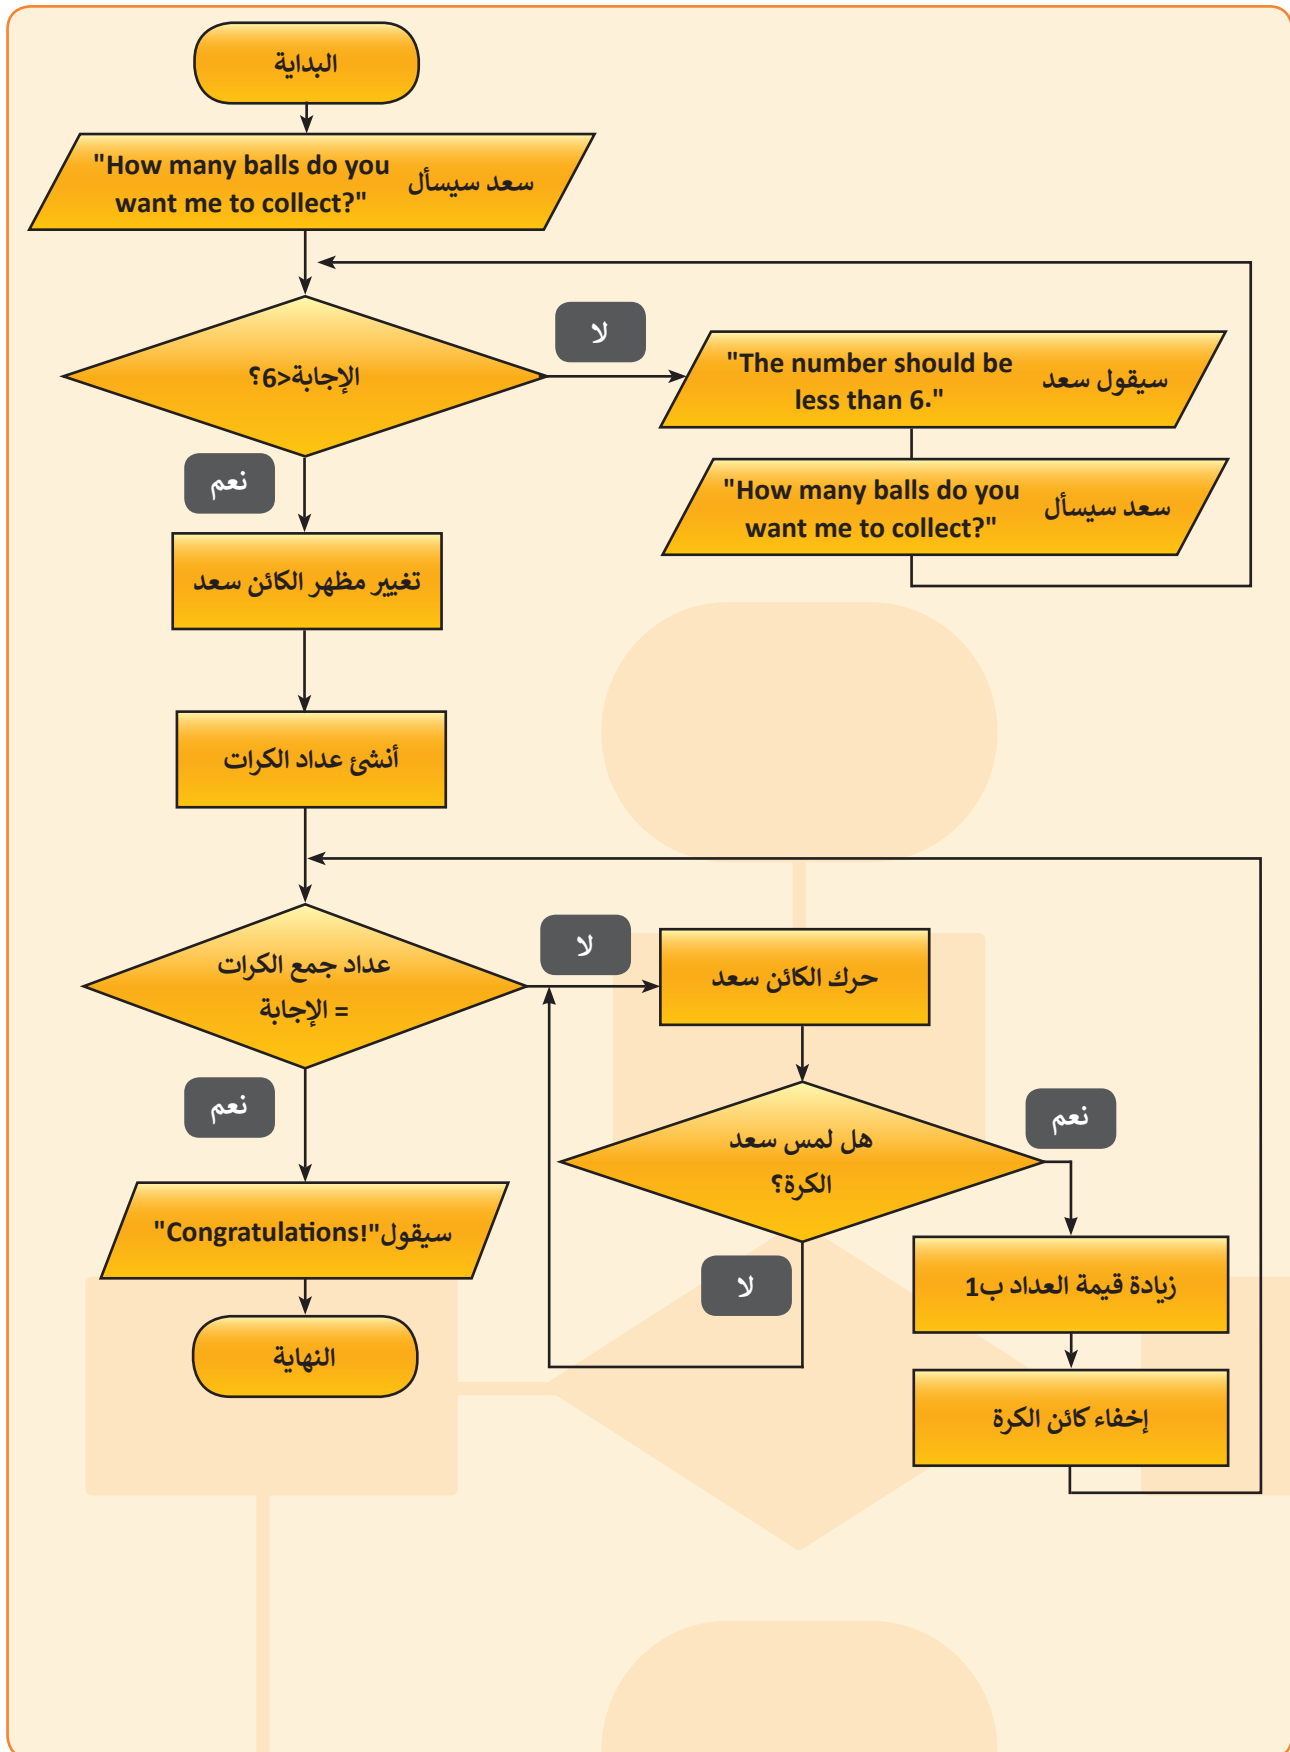 البداية
سعد سيسأل "How many balls do you
want me to collect?"
الإجابة<6؟
لا
سيقول سعد "The number should be
less than 6."
سعد سيسأل "How many balls do you
want me to collect?"
نعم
تغيير مظهر الكائن سعد
أنشئ عداد الكرات
عداد جمع الكرات
= الإجابة
لا
حرك الكائن سعد
هل لمس سعد
الكرة؟
نعم
زيادة قيمة العداد ب1
إخفاء كائن الكرة
لا
نعم
سيقول"Congratulations!"
النهاية